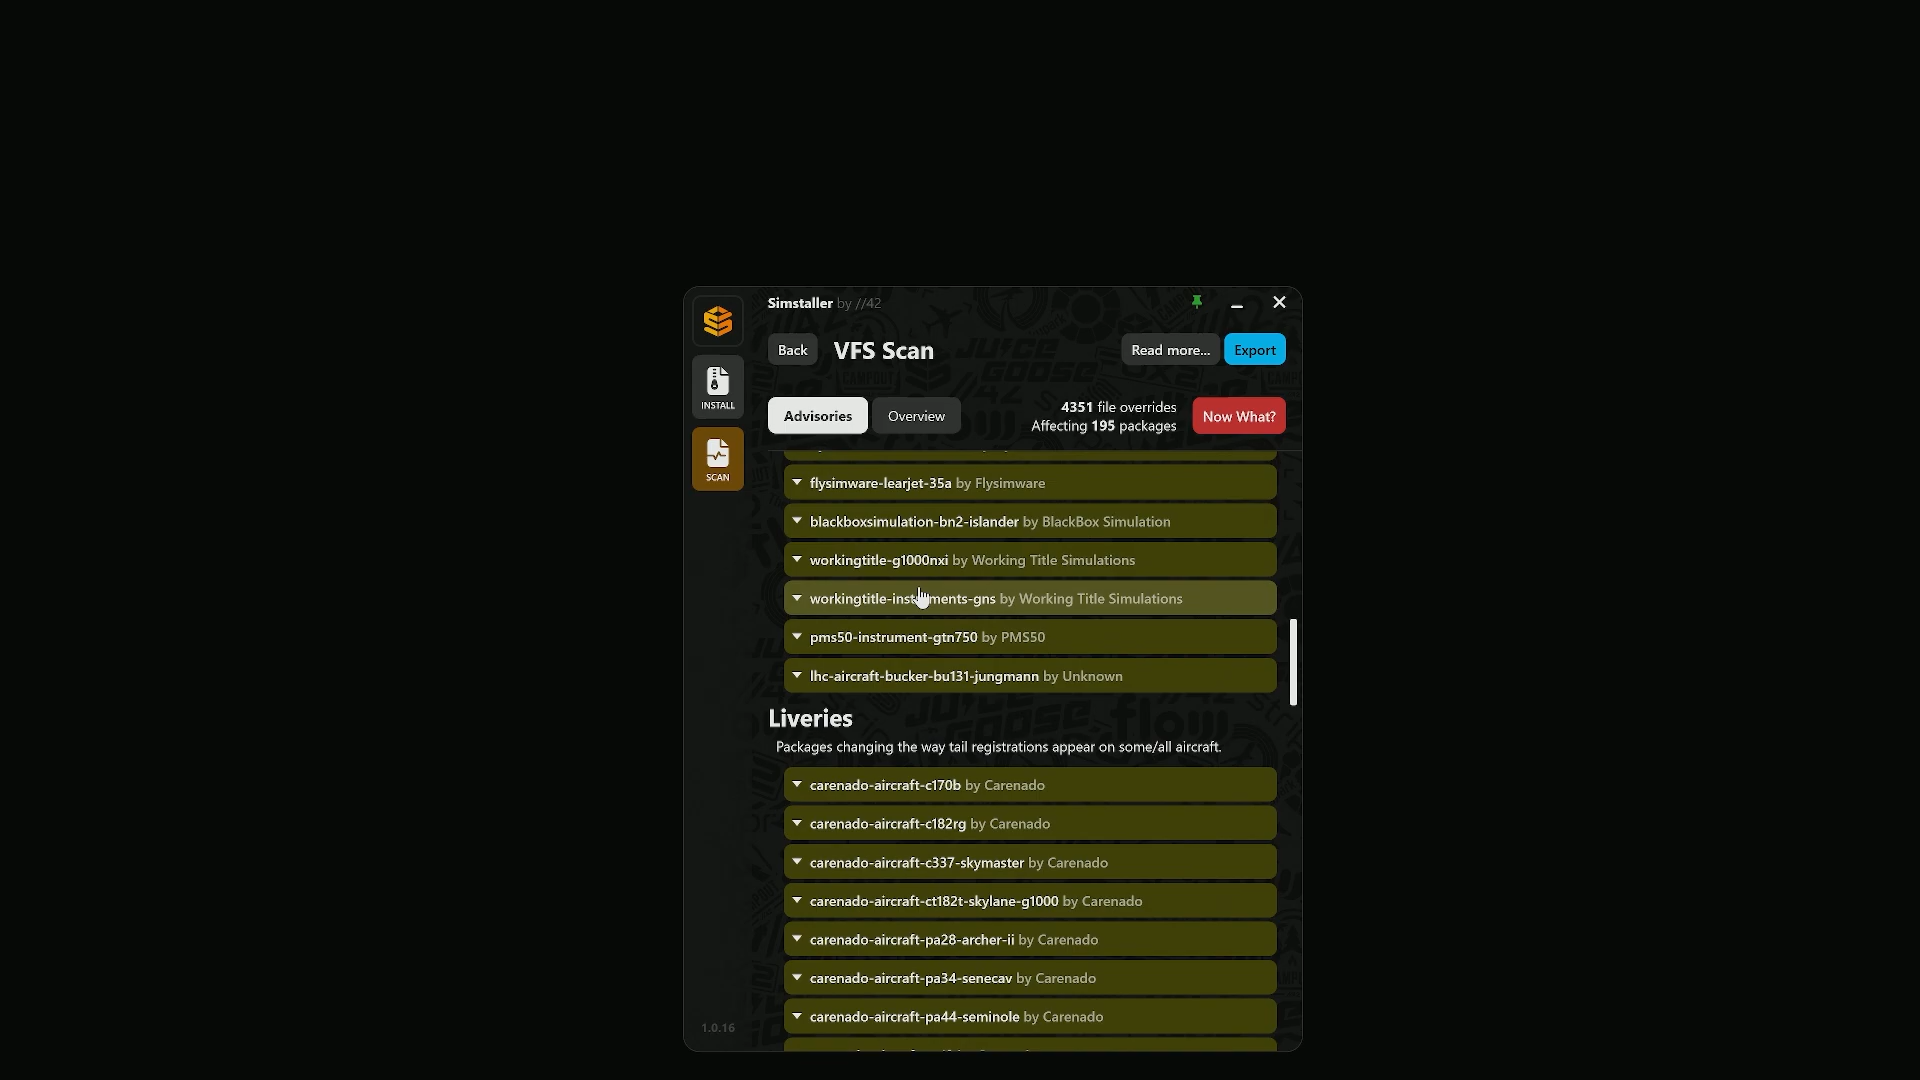 Simstaller by //42
Back
VFS Scan
Read more...
Export
INSTALL
SCAN
Advisories
Overview
4351 file overrides
Affecting 195 packages
Now What?
flysimware-learjet-35a by Flysimware
blackboxsimulation-bn2-islander by BlackBox Simulation
workingtitle-g1000nxi by Working Title Simulations
workingtitle-instruments-gns by Working Title Simulations
pms50-instrument-gtn750 by PMS50
lhc-aircraft-bucker-bu131-jungmann by Unknown
Liveries
Packages changing the way tail registrations appear on some/all aircraft.
carenado-aircraft-c170b by Carenado
carenado-aircraft-c182rg by Carenado
carenado-aircraft-c337-skymaster by Carenado
carenado-aircraft-ct182t-skylane-g1000 by Carenado
carenado-aircraft-pa28-archer-ii by Carenado
carenado-aircraft-pa34-senecav by Carenado
carenado-aircraft-pa44-seminole by Carenado
1.0.16